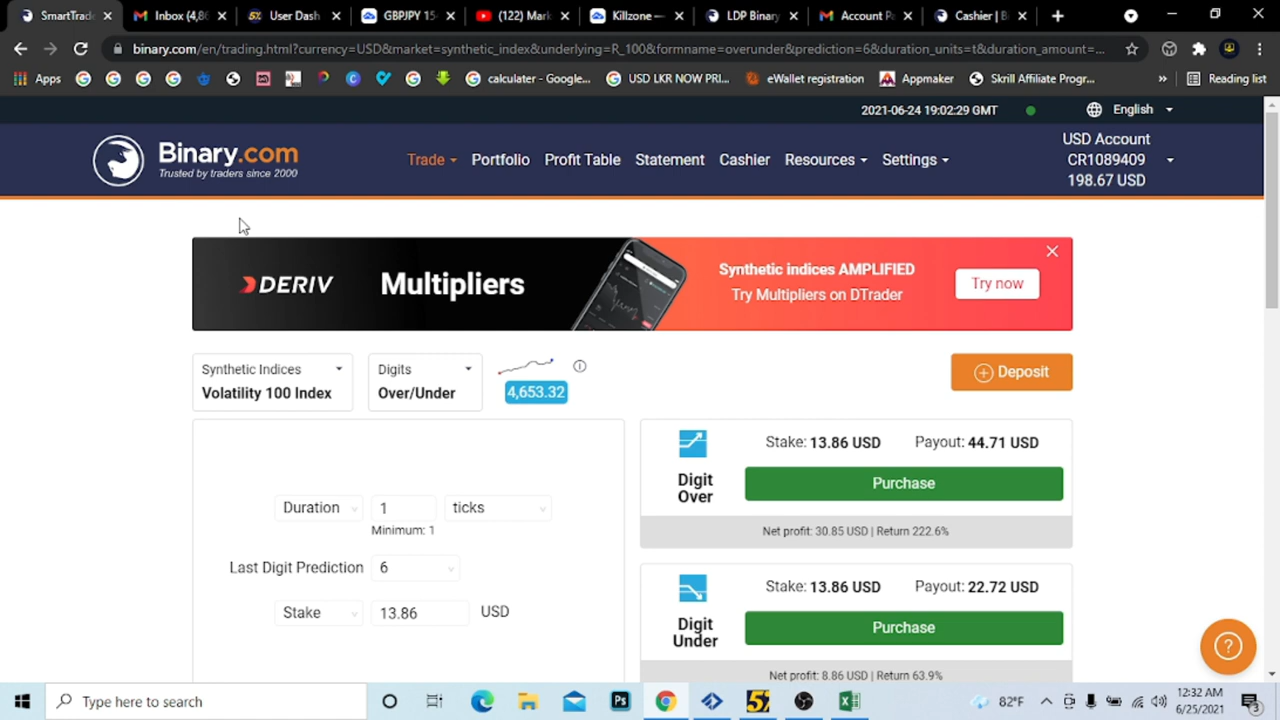 SmartTrade
Inbox (4,86
User Dash
GBPJPY 15
(122) Mark
Killzone —
LDP Binary
Account P
Cashier | B
binary.com/en/trading.html?currency=USD&market=synthetic_index&underlying=R_100&formname=overunder&prediction=6&duration_units=t&duration_amount=...
Apps
calculater - Google...
USD LKR NOW PRI...
eWallet registration
Appmaker
Skrill Affiliate Progr...
»
Reading list
2021-06-24 19:02:29 GMT
English
Binary.com
Trusted by traders since 2000
Trade
Portfolio
Profit Table
Statement
Cashier
Resources
Settings
USD Account
CR1089409
198.67 USD
DERIV
Multipliers
Synthetic indices AMPLIFIED
Try Multipliers on DTrader
Try now
Synthetic Indices
Volatility 100 Index
Digits
Over/Under
4,653.32
Deposit
Duration
1
ticks
Minimum: 1
Last Digit Prediction
6
Stake
13.86
USD
Digit
Over
Stake: 13.86 USD
Payout: 44.71 USD
Purchase
Net profit: 30.85 USD | Return 222.6%
Digit
Under
Stake: 13.86 USD
Payout: 22.72 USD
Purchase
Net profit: 8.86 USD | Return 63.9%
Type here to search
Ps
82°F
12:32 AM
6/25/2021
3